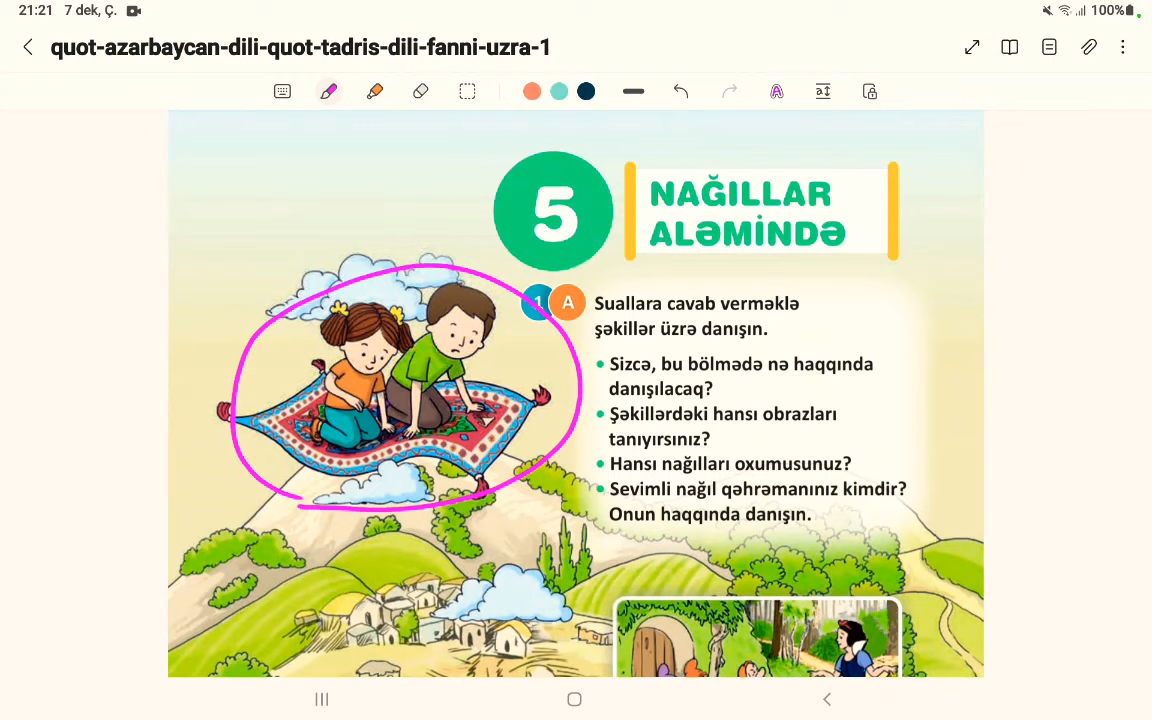 21:21 7 dek, Ç. 100%
quot-azarbaycan-dili-quot-tadris-dili-fanni-uzra-1
5
NAĞILLAR
ALƏMİNDƏ
1 A
Suallara cavab verməklə
şəkillər üzrə danışın.
• Sizcə, bu bölmədə nə haqqında
danışılacaq?
• Şəkillərdəki hansı obrazları
tanıyırsınız?
• Hansı nağılları oxumusunuz?
• Sevimli nağıl qəhrəmanınız kimdir?
Onun haqqında danışın.